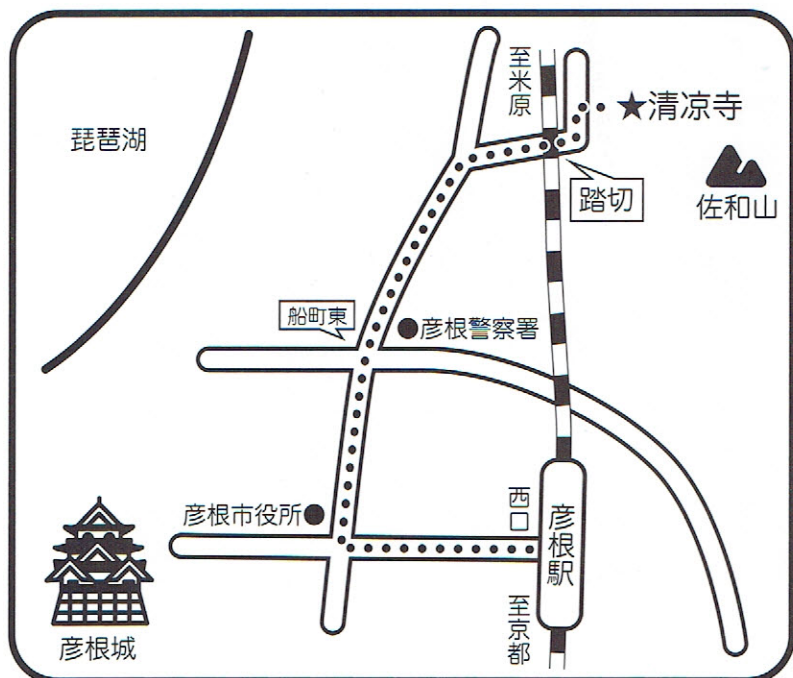 至米原
★清凉寺
琵琶湖
踏切
佐和山
船町東
●彦根警察署
彦根市役所●
西口
彦根駅
至京都
彦根城